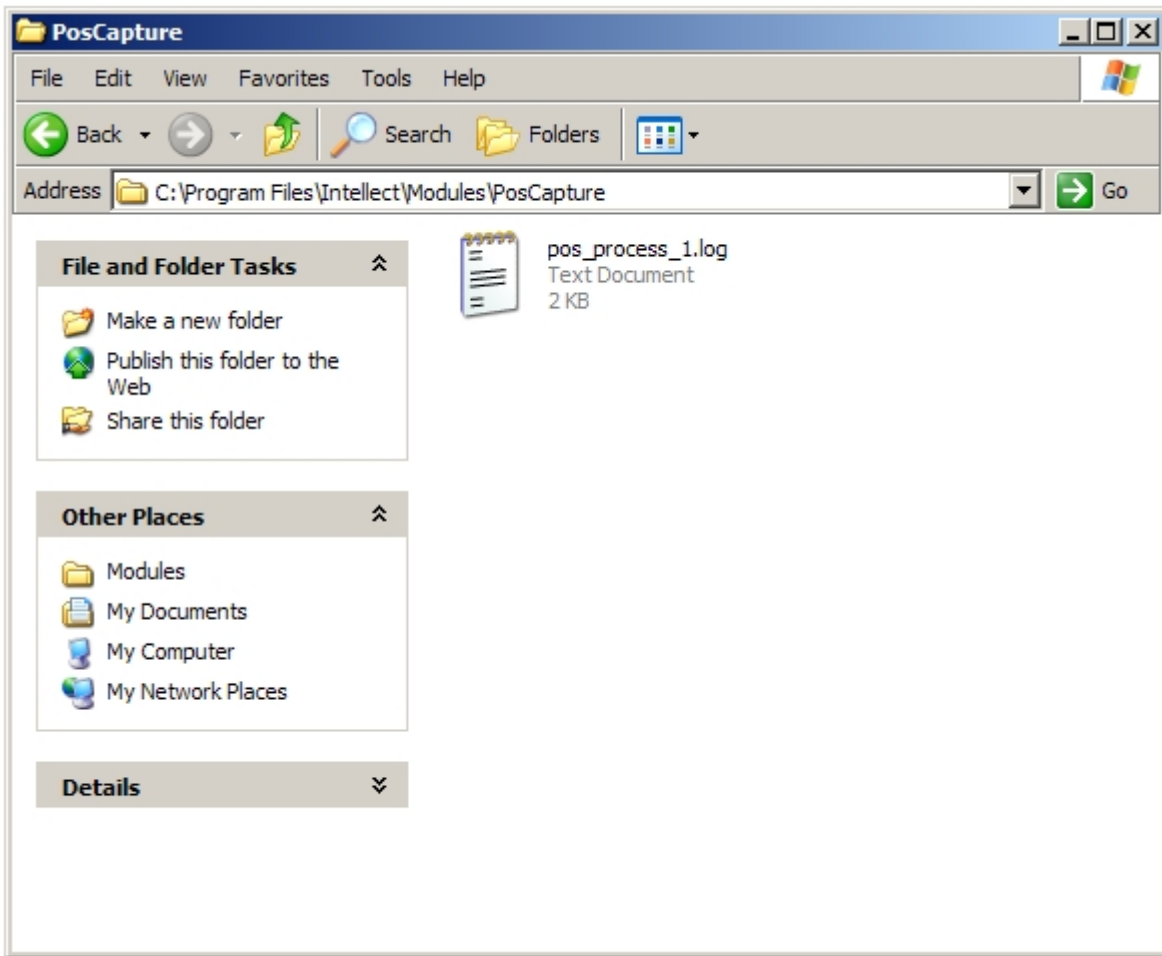 PosCapture
File Edit View Favorites Tools Help
Back Search Folders
Address C:\Program Files\Intellect\Modules\PosCapture Go
File and Folder Tasks
Make a new folder
Publish this folder to the
Web
Share this folder
Other Places
Modules
My Documents
My Computer
My Network Places
Details
pos_process_1.log
Text Document
2 KB